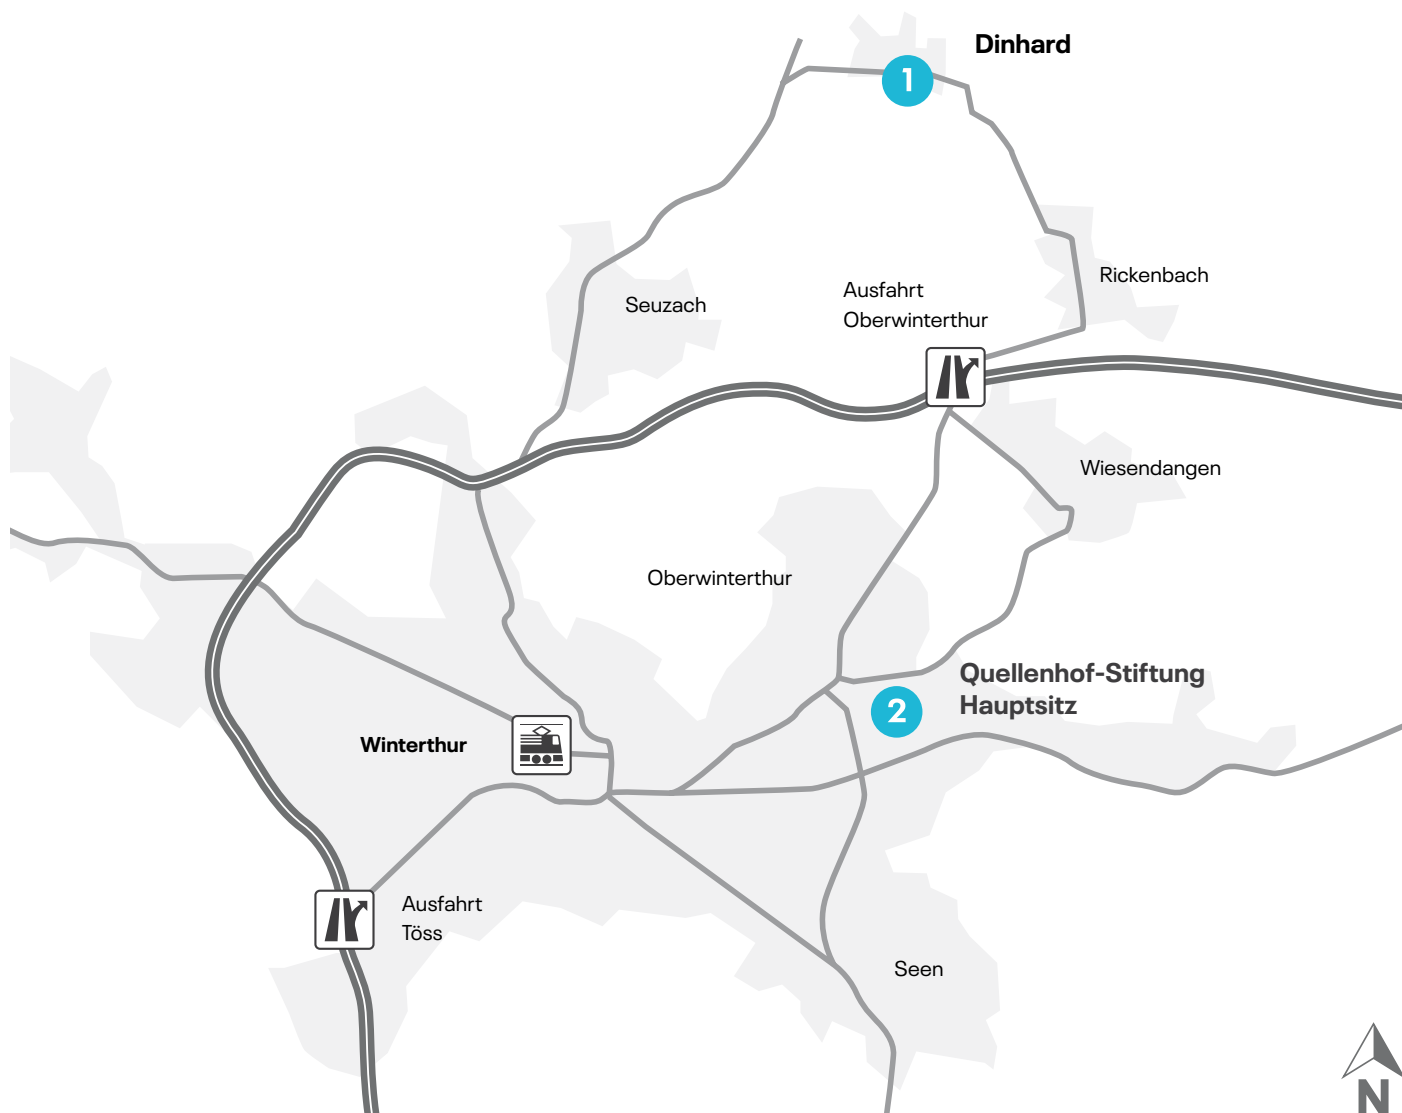 Dinhard
1
Rickenbach
Ausfahrt
Oberwinterthur
Seuzach
Wiesendangen
Oberwinterthur
Quellenhof-Stiftung
Hauptsitz
2
Winterthur
Ausfahrt
Töss
Seen
N